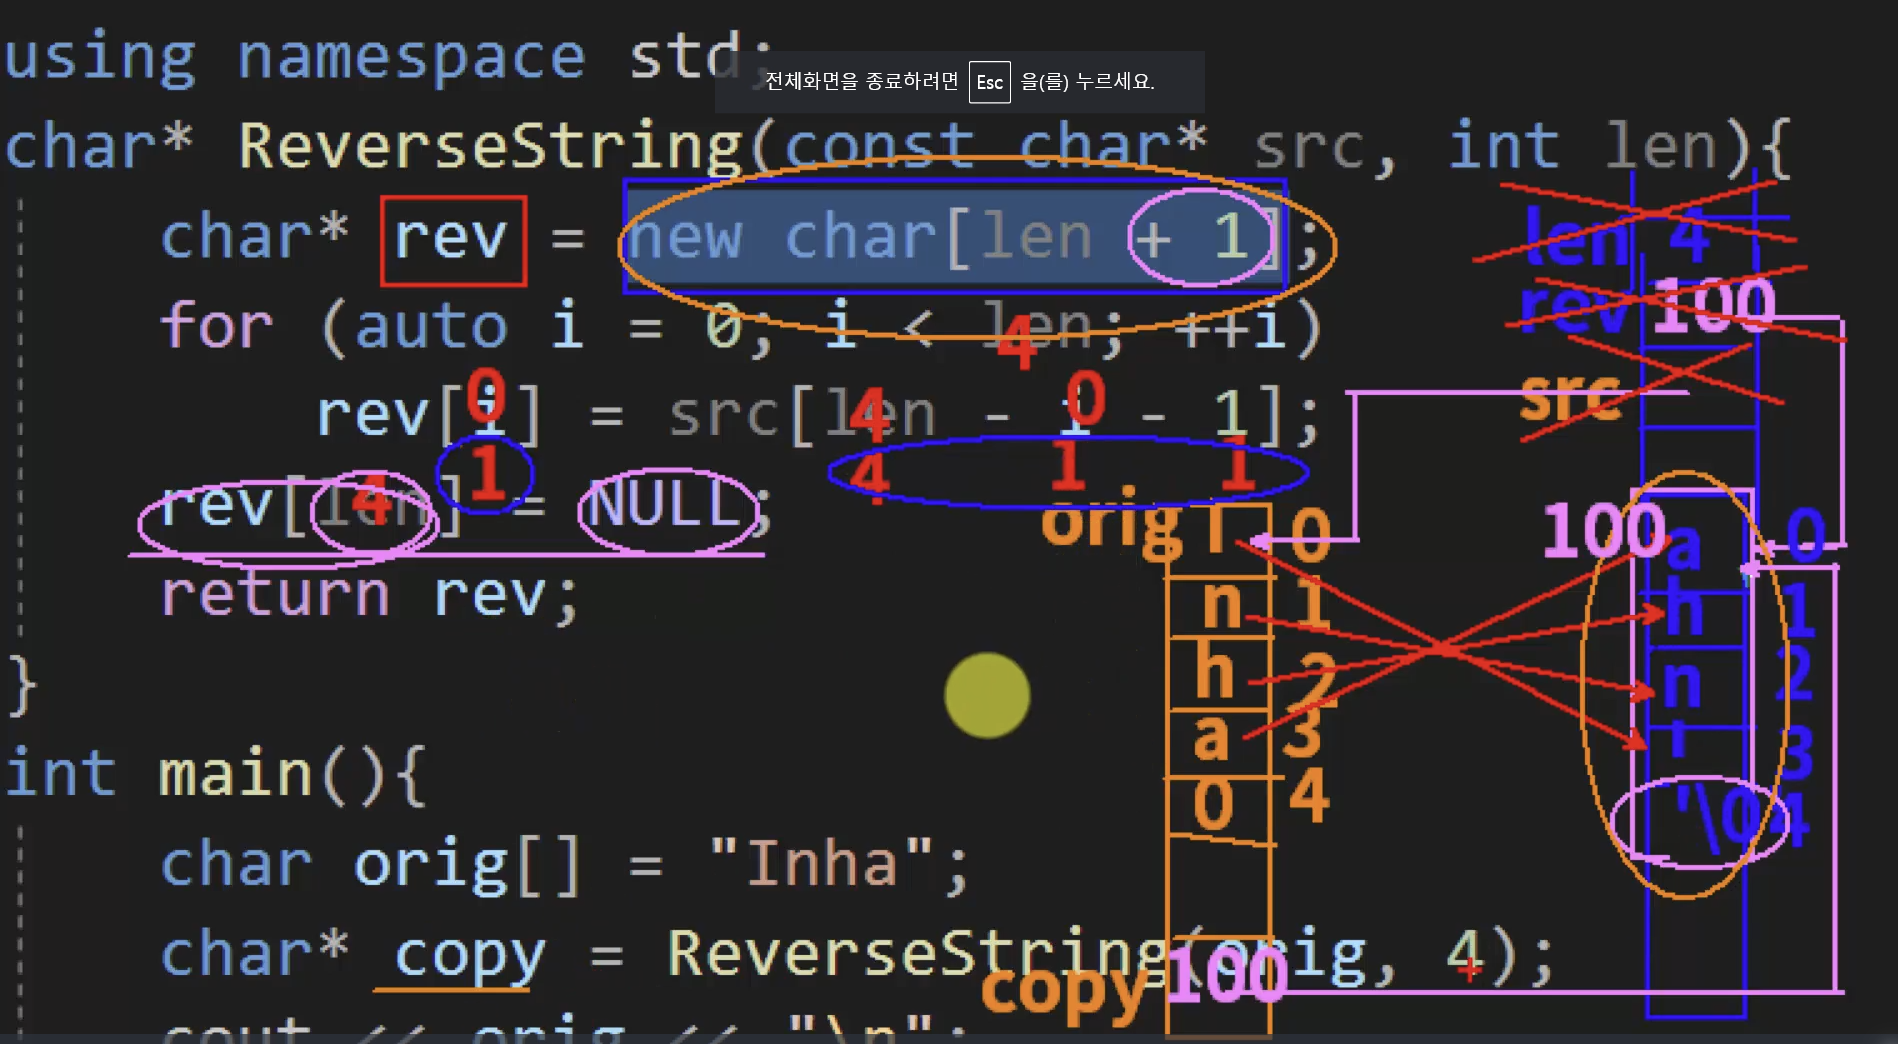 using namespace std;
전체화면을 종료하려면 Esc 을(를) 누르세요.
char* ReverseString(const char* src, int len){
char* rev = new char[len + 1];
len 4
for (auto i = 0; i < len; ++i)
rev 100
4
rev[i] = src[len - i - 1];
0 4 0
src
1 4 1 1
rev[len] = NULL;
4
orig I 0
100 a 0
return rev;
n 1
h 1
}
h 2
n 2
a 3
I 3
int main(){
0 4
'\0 4
char orig[] = "Inha";
char* copy = ReverseString(orig, 4);
copy 100
cout << orig << "\n";